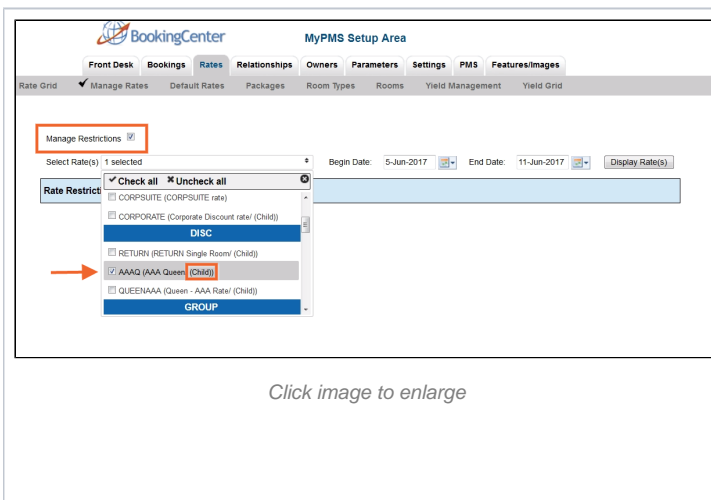 BookingCenter MyPMS Setup Area
Front Desk Bookings Rates Relationships Owners Parameters Settings PMS Features/Images
Rate Grid Manage Rates Default Rates Packages Room Types Rooms Yield Management Yield Grid
Manage Restrictions
Select Rate(s) 1 selected Begin Date: 5-Jun-2017 End Date: 11-Jun-2017 Display Rate(s)
Check all Uncheck all
Rate Restricti
CORPSUITE (CORPSUITE rate)
CORPORATE (Corporate Discount rate/ (Child))
DISC
RETURN (RETURN Single Room/ (Child))
AAAQ (AAA Queen/ (Child))
QUEENAAA (Queen - AAA Rate/ (Child))
GROUP
Click image to enlarge